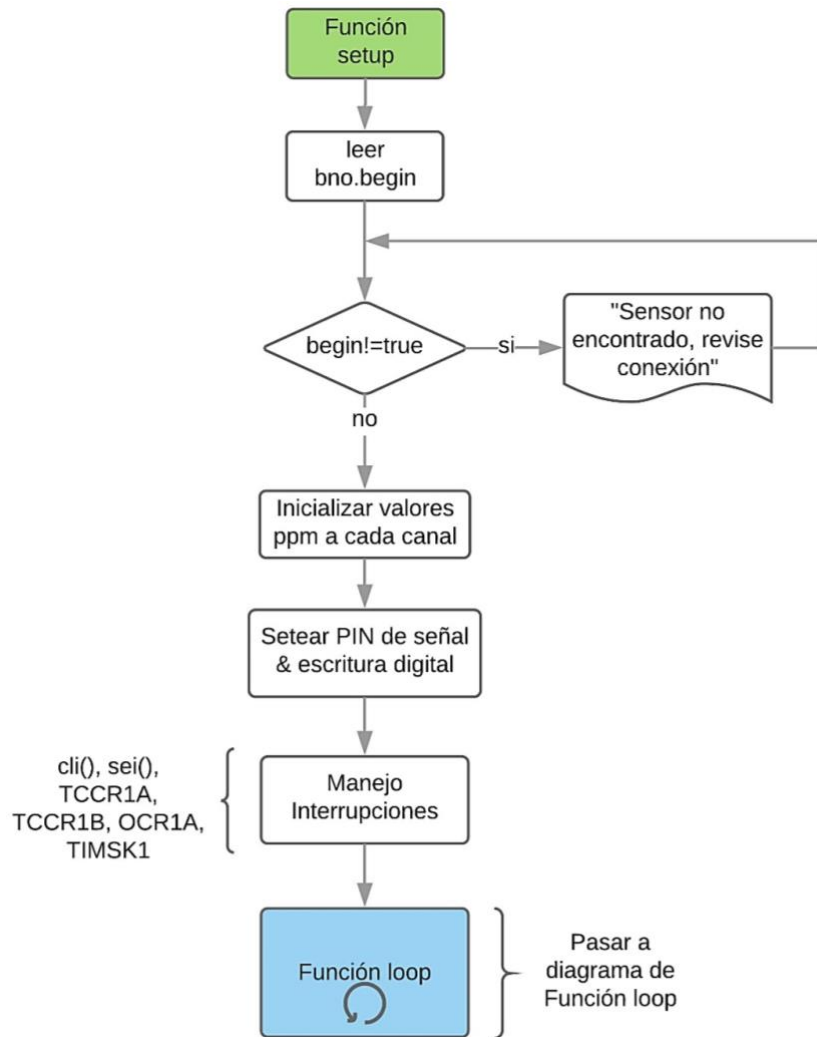 Función
setup
leer
bno.begin
begin!=true
si
"Sensor no
encontrado, revise
conexión"
no
Inicializar valores
ppm a cada canal
Setear PIN de señal
& escritura digital
cli(), sei(),
TCCR1A,
TCCR1B, OCR1A,
TIMSK1
Manejo
Interrupciones
Función loop
Pasar a
diagrama de
Función loop